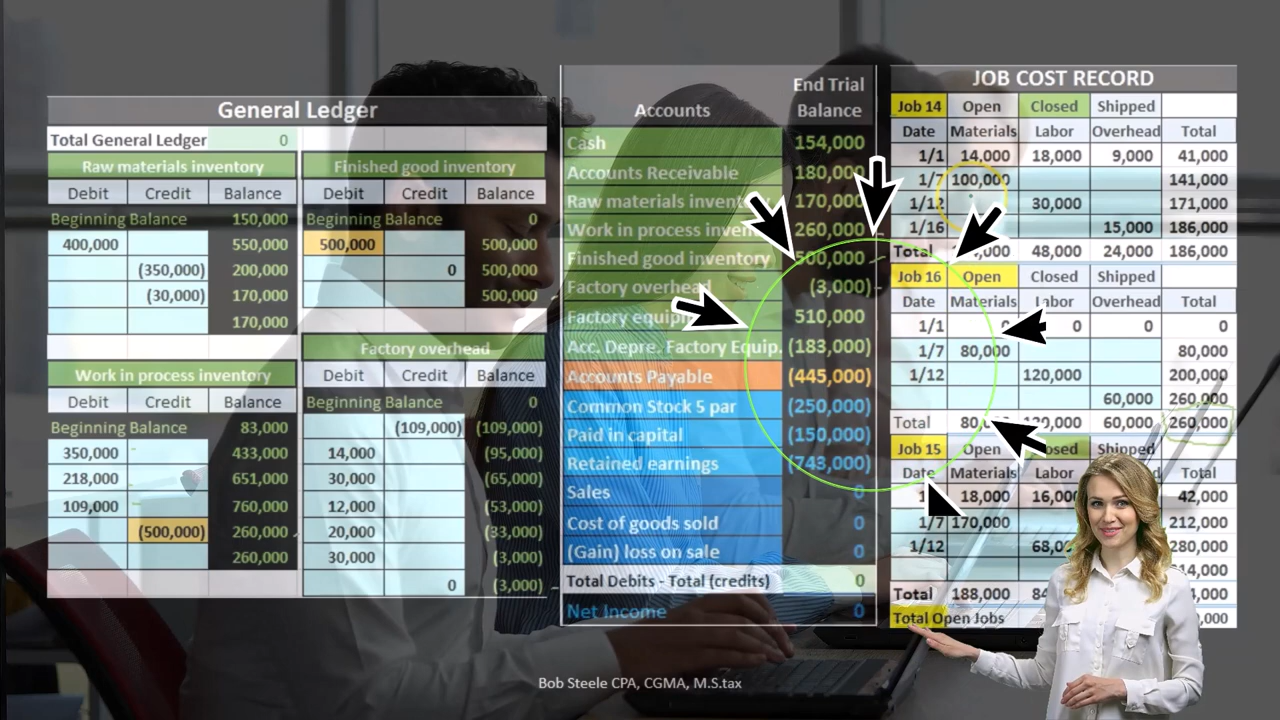 General Ledger
Total General Ledger 0
Raw materials inventory Finished good inventory
Debit Credit Balance Debit Credit Balance
Beginning Balance 150,000 Beginning Balance 0
400,000 550,000 500,000 500,000
(350,000) 200,000 0 500,000
(30,000) 170,000 500,000
170,000
Factory overhead
Work in process inventory Debit Credit Balance
Debit Credit Balance Beginning Balance 0
Beginning Balance 83,000 (109,000) (109,000)
350,000 433,000 14,000 (95,000)
218,000 651,000 30,000 (65,000)
109,000 760,000 12,000 (53,000)
(500,000) 260,000 20,000 (33,000)
260,000 30,000 (3,000)
0 (3,000)
End Trial
Accounts Balance
Cash 154,000
Accounts Receivable 180,000
Raw materials 170,000
Work in process 260,000
Finished good inventory 500,000
Factory overhead (3,000)
Factory 510,000
Acc. Depre. Factory Equip. (183,000)
Accounts Payable (445,000)
Common Stock 5 par (250,000)
Paid in capital (150,000)
Retained earnings (743,000)
Sales 0
Cost of goods sold 0
(Gain) loss on sale 0
Total Debits - Total (credits) 0
Net Income 0
JOB COST RECORD
Job 14 Open Closed Shipped
Date Materials Labor Overhead Total
1/1 14,000 18,000 9,000 41,000
1/7 100,000 141,000
1/12 30,000 171,000
1/16 15,000 186,000
Total 48,000 24,000 186,000
Job 16 Open Closed Shipped
Date Materials Labor Overhead Total
1/1 0 0 0 0
1/7 80,000 80,000
1/12 120,000 200,000
60,000 260,000
Total 60,000 260,000
Job 15 Open Closed Shipped
Date Materials Labor Total
18,000 42,000
1/7 170,000 212,000
1/12 280,000
Total 188,000
Total Open Jobs
Bob Steele CPA, CGMA, M.S.tax